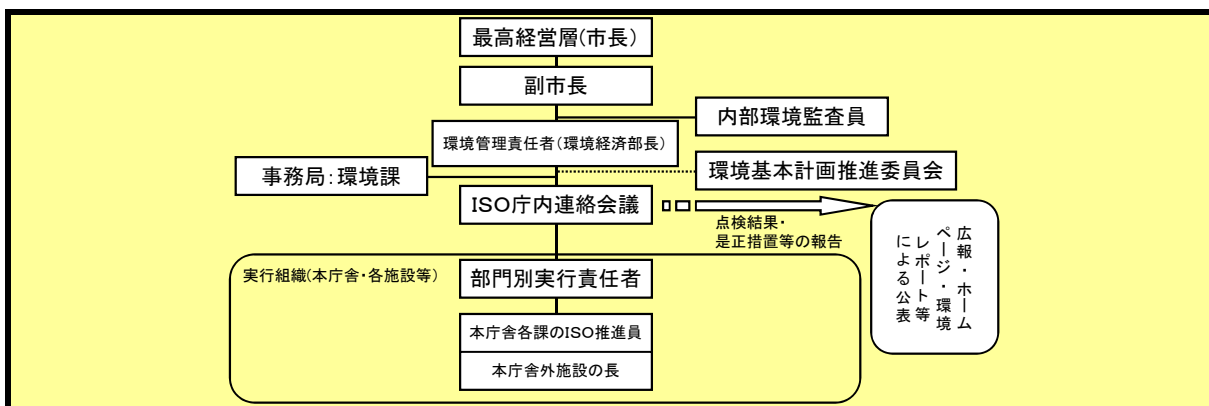 最高経営層(市長)
副市長
内部環境監査員
環境管理責任者(環境経済部長)
事務局:環境課
環境基本計画推進委員会
ISO庁内連絡会議
点検結果・
是正措置等の報告
広報・ホーム
ページ・環境
レポート等
による公表
実行組織(本庁舎・各施設等)
部門別実行責任者
本庁舎各課のISO推進員
本庁舎外施設の長